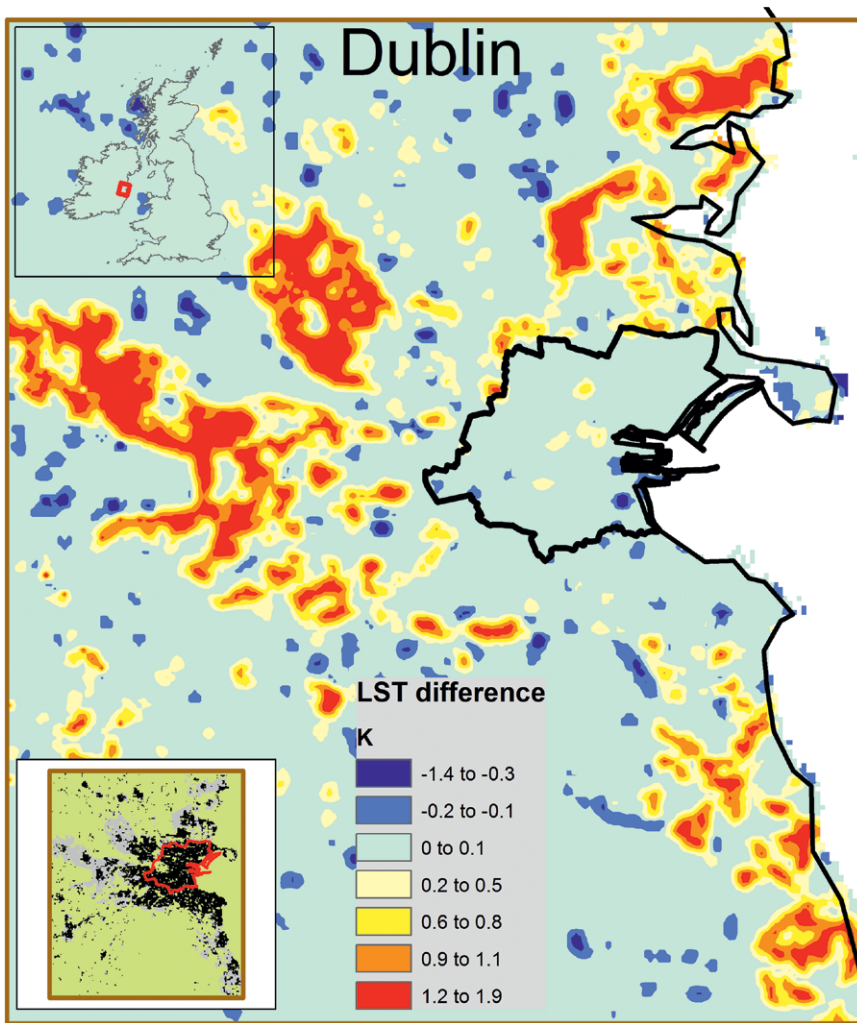 Dublin
LST difference
K
-1.4 to -0.3
-0.2 to -0.1
0 to 0.1
0.2 to 0.5
0.6 to 0.8
0.9 to 1.1
1.2 to 1.9